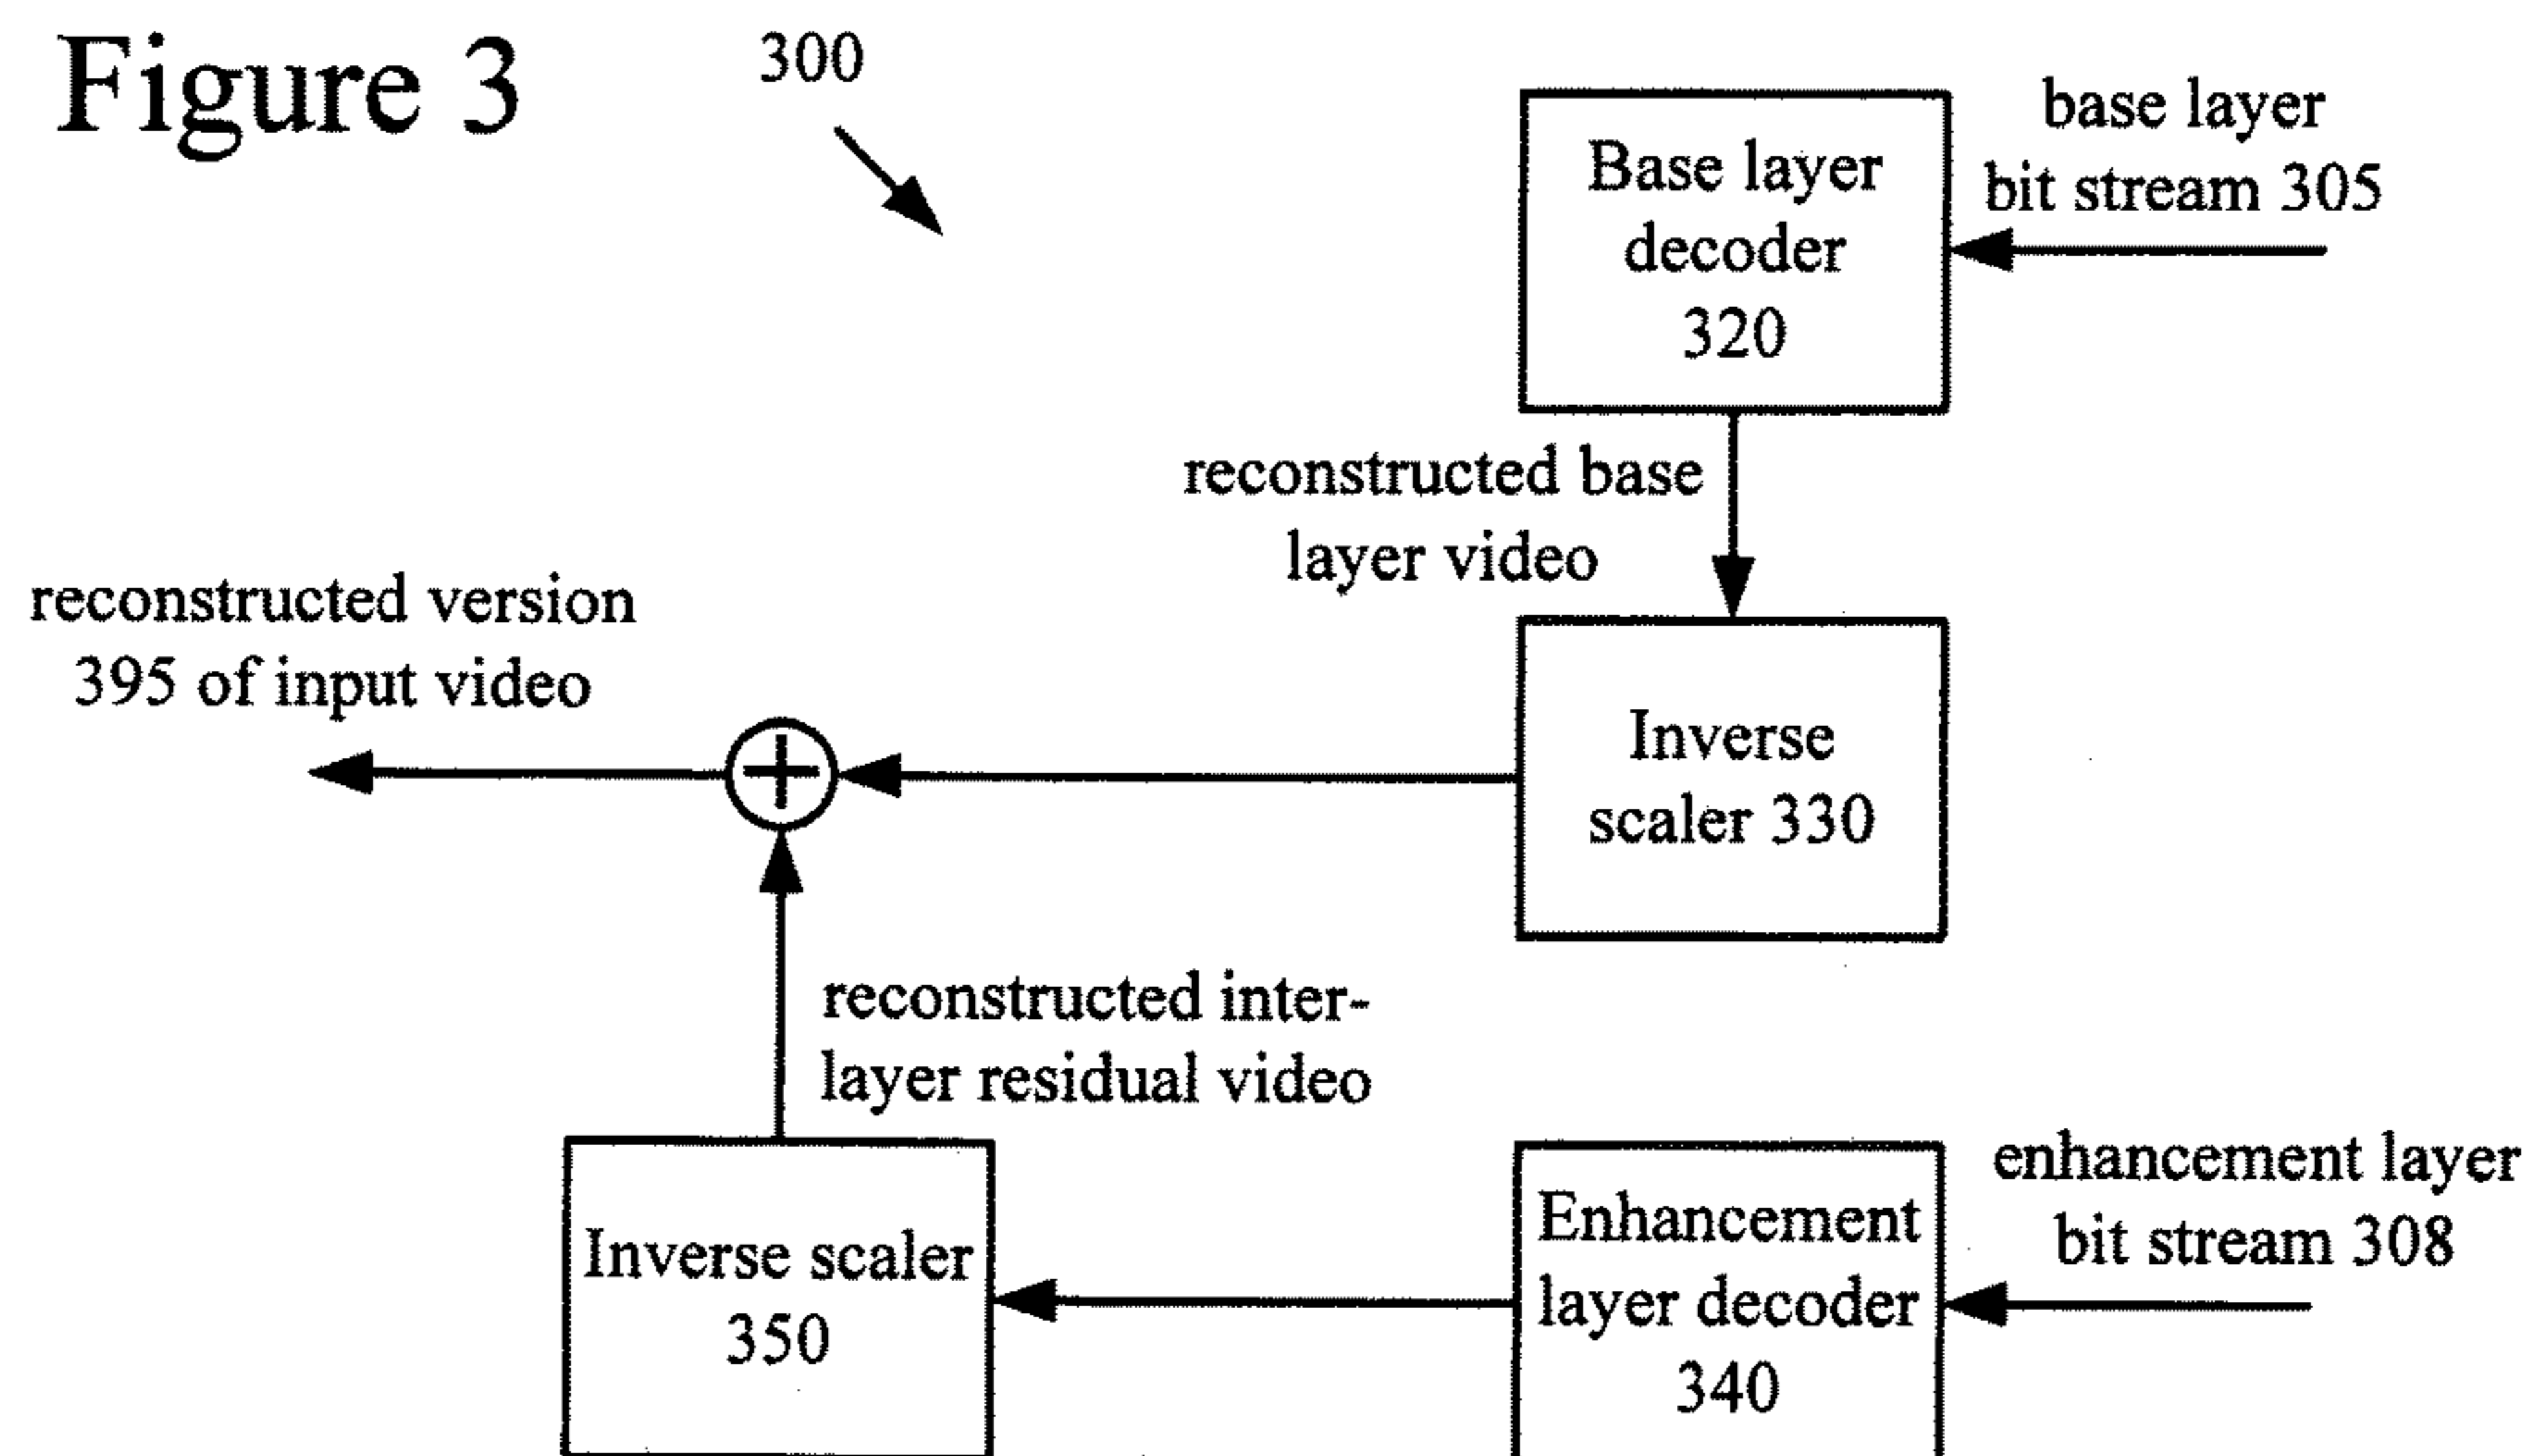 Figure 3
300
Base layer
decoder
320
base layer
bit stream 305
reconstructed base
layer video
reconstructed version
395 of input video
Inverse
scaler 330
reconstructed inter-
layer residual video
Inverse scaler
350
Enhancement
layer decoder
340
enhancement layer
bit stream 308